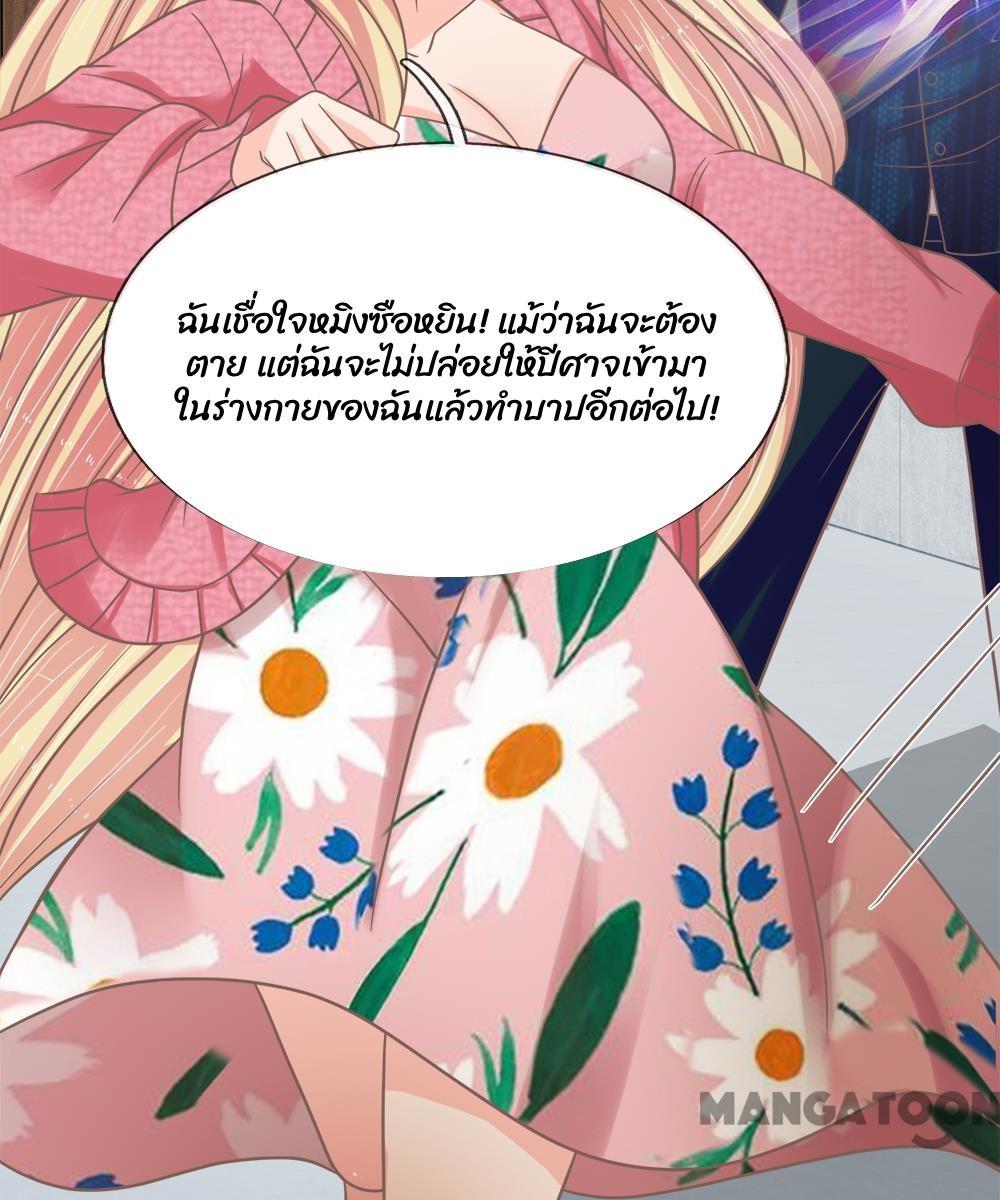 ฉันเชื่อใจหมิงซือหยิน! แม้ว่าฉันจะต้อง
ตาย แต่ฉันจะไม่ปล่อยให้ปีศาจเข้ามา
ในร่างกายของฉันแล้วทำบาปอีกต่อไป!
MANGATOON